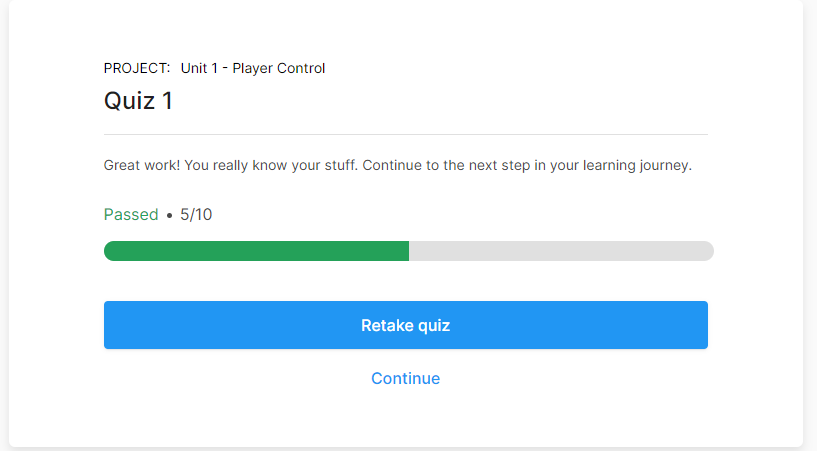 PROJECT: Unit 1 - Player Control
Quiz 1
Great work! You really know your stuff. Continue to the next step in your learning journey.
Passed • 5/10
Retake quiz
Continue